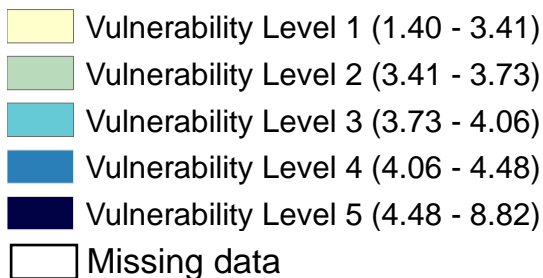 Vulnerability Level 1 (1.40 - 3.41)
Vulnerability Level 2 (3.41 - 3.73)
Vulnerability Level 3 (3.73 - 4.06)
Vulnerability Level 4 (4.06 - 4.48)
Vulnerability Level 5 (4.48 - 8.82)
Missing data